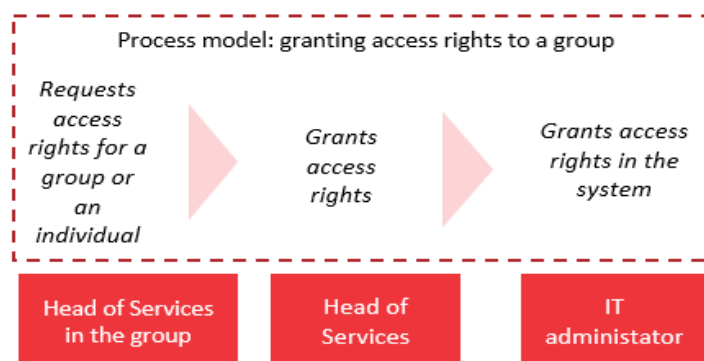 Process model: granting access rights to a group
Requests
access
rights for a
group or
an
individual
Grants
access
rights
Grants access
rights in the
system
Head of Services
in the group
Head of
Services
IT
administator